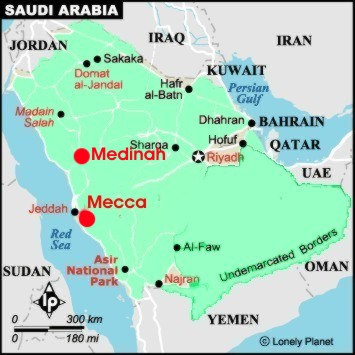 SAUDI ARABIA
JORDAN
IRAQ
IRAN
Sakaka
Domat
al-Jandal
KUWAIT
Hafr
al-Batn
Persian
Gulf
Madain
Salah
Dhahran
BAHRAIN
Medinah
Sharga
Hofuf
QATAR
Riyadh
UAE
Jeddah
Mecca
Red
Sea
Al-Faw
Undemarcated Borders
Asir
National
Park
OMAN
SUDAN
Najran
lp
0
300 km
0
180 mi
YEMEN
© Lonely Planet